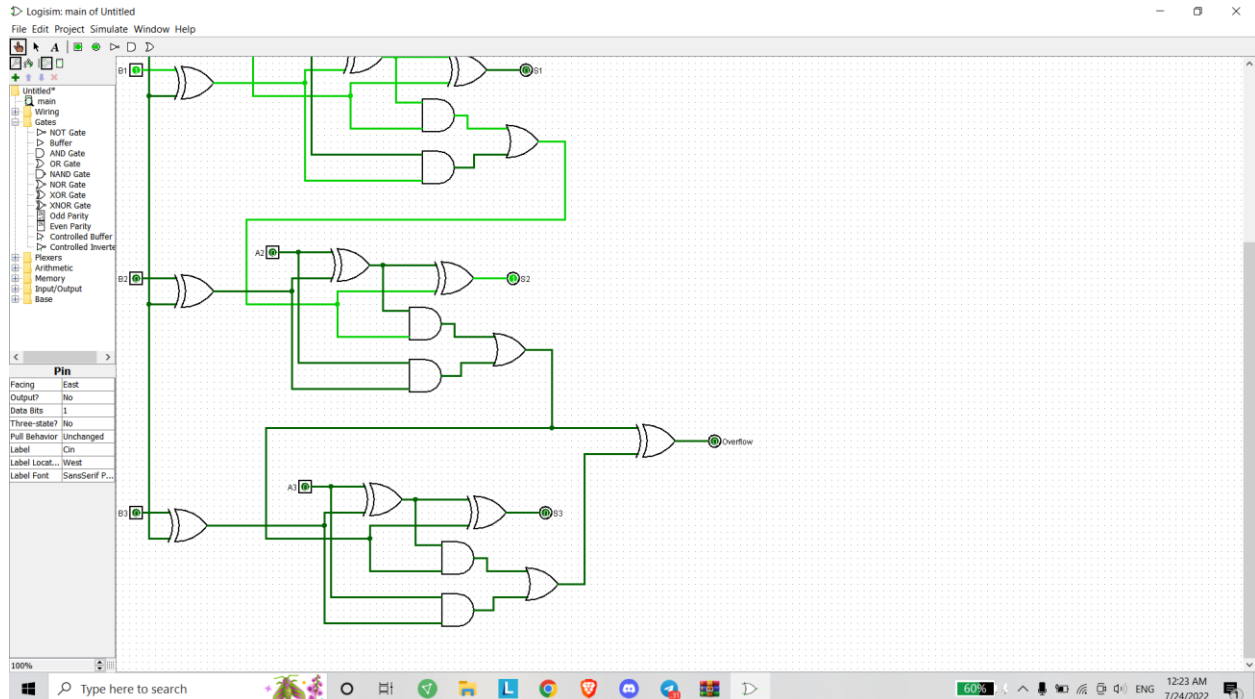 Logisim: main of Untitled
File Edit Project Simulate Window Help
A
Untitled*
main
Wiring
Gates
NOT Gate
Buffer
AND Gate
OR Gate
NAND Gate
NOR Gate
XOR Gate
XNOR Gate
Odd Parity
Even Parity
Controlled Buffer
Controlled Inverte
Plexers
Arithmetic
Memory
Input/Output
Base
Pin
Facing East
Output? No
Data Bits 1
Three-state? No
Pull Behavior Unchanged
Label Cin
Label Locat... West
Label Font SansSerif P...
100%
B1
S1
A2
B2
S2
Overflow
A3
B3
S3
Type here to search
60%
ENG
12:23 AM
7/24/2022